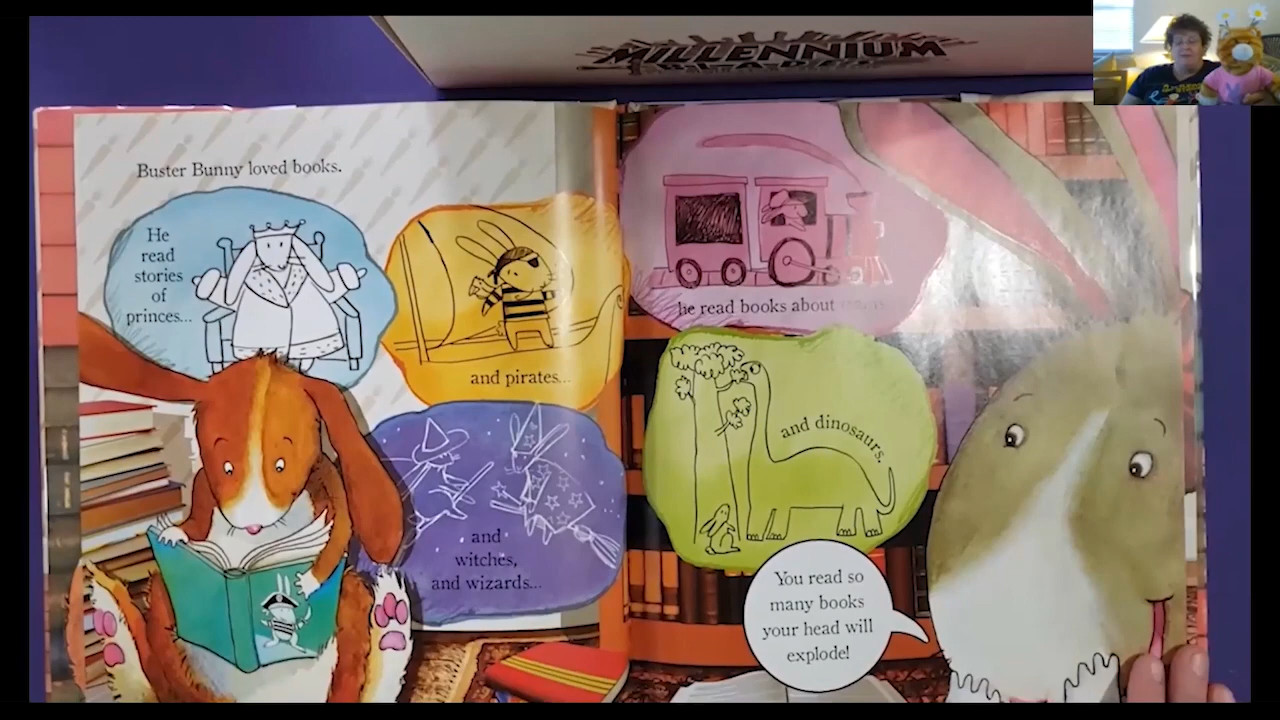 MILLENNIUM
Buster Bunny loved books.
He
read
stories
of
princes...
and pirates...
and
witches,
and wizards...
he read books about
and dinosaurs.
You read so
many books
your head will
explode!